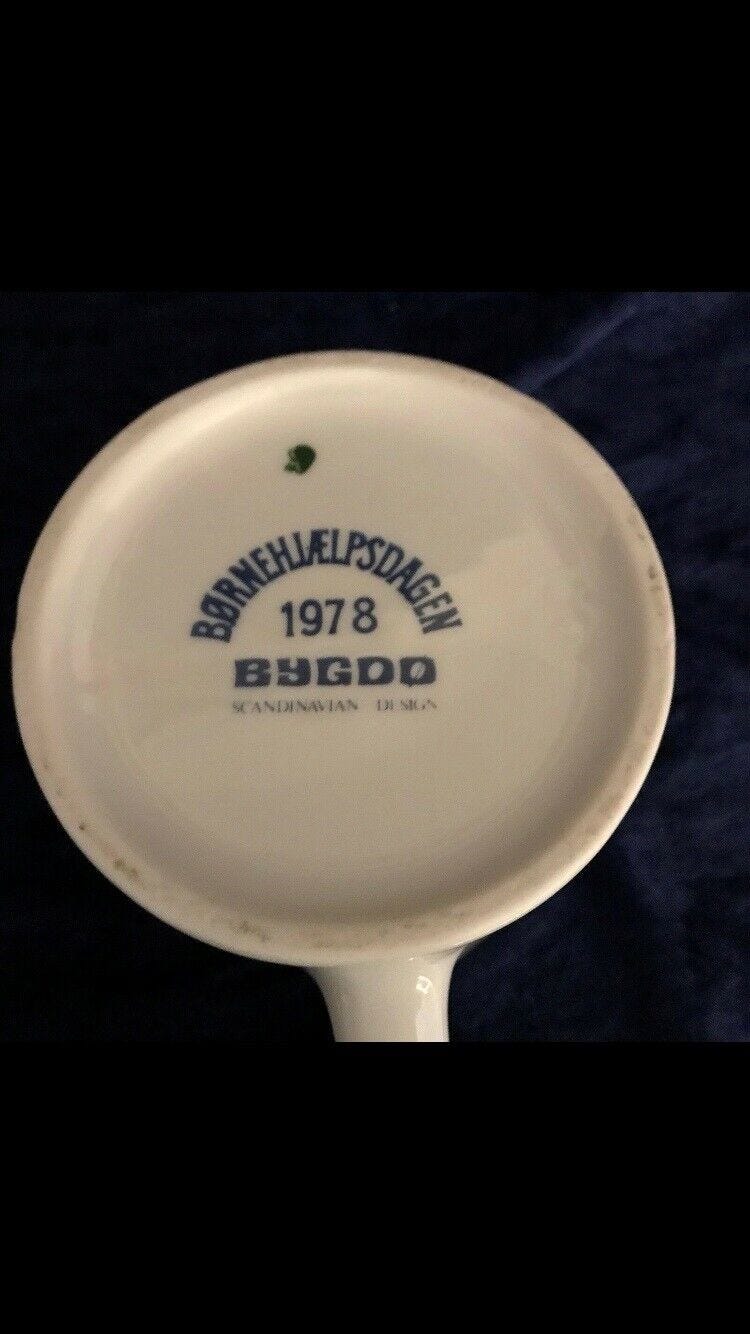 BØRNEHJÆLPSDAGEN
1978
BYGDØ
SCANDINAVIAN DESIGN